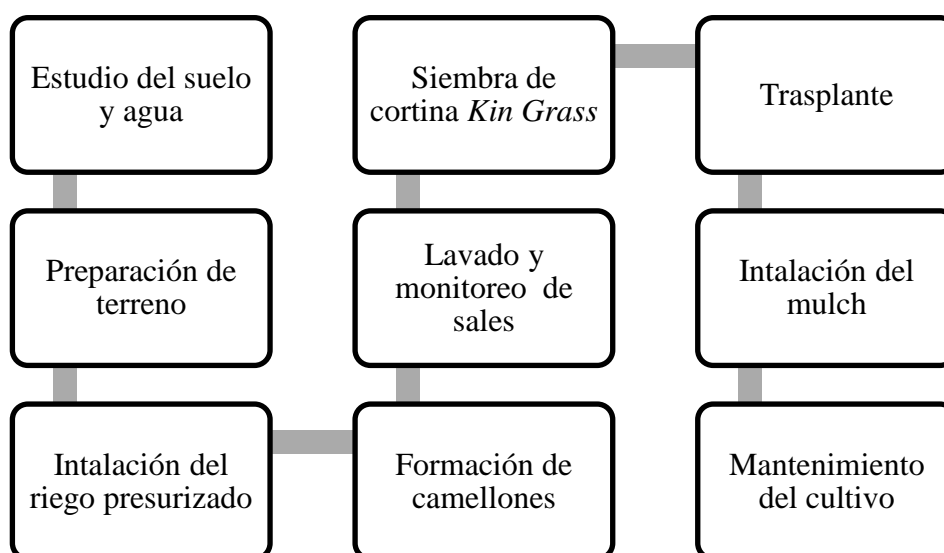 Estudio del suelo
y agua
Preparación de
terreno
Intalación del
riego presurizado
Formación de
camellones
Lavado y
monitoreo de
sales
Siembra de
cortina Kin Grass
Trasplante
Intalación del
mulch
Mantenimiento
del cultivo